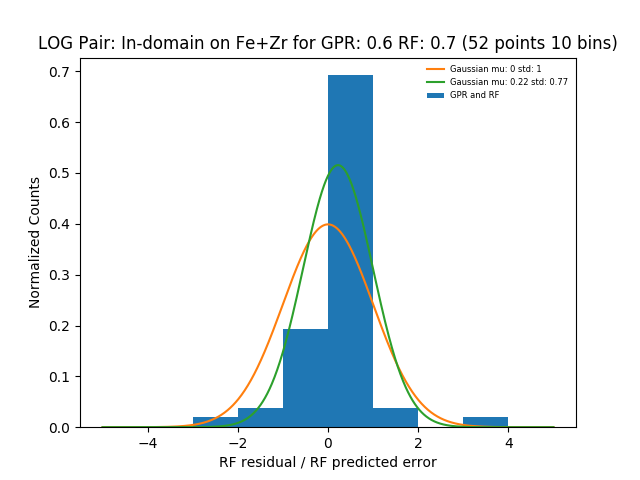 LOG Pair: In-domain on Fe+Zr for GPR: 0.6 RF: 0.7 (52 points 10 bins)
Gaussian mu: 0 std: 1
Gaussian mu: 0.22 std: 0.77
GPR and RF
Normalized Counts
0.7
0.6
0.5
0.4
0.3
0.2
0.1
0.0
−4
−2
0
2
4
RF residual / RF predicted error